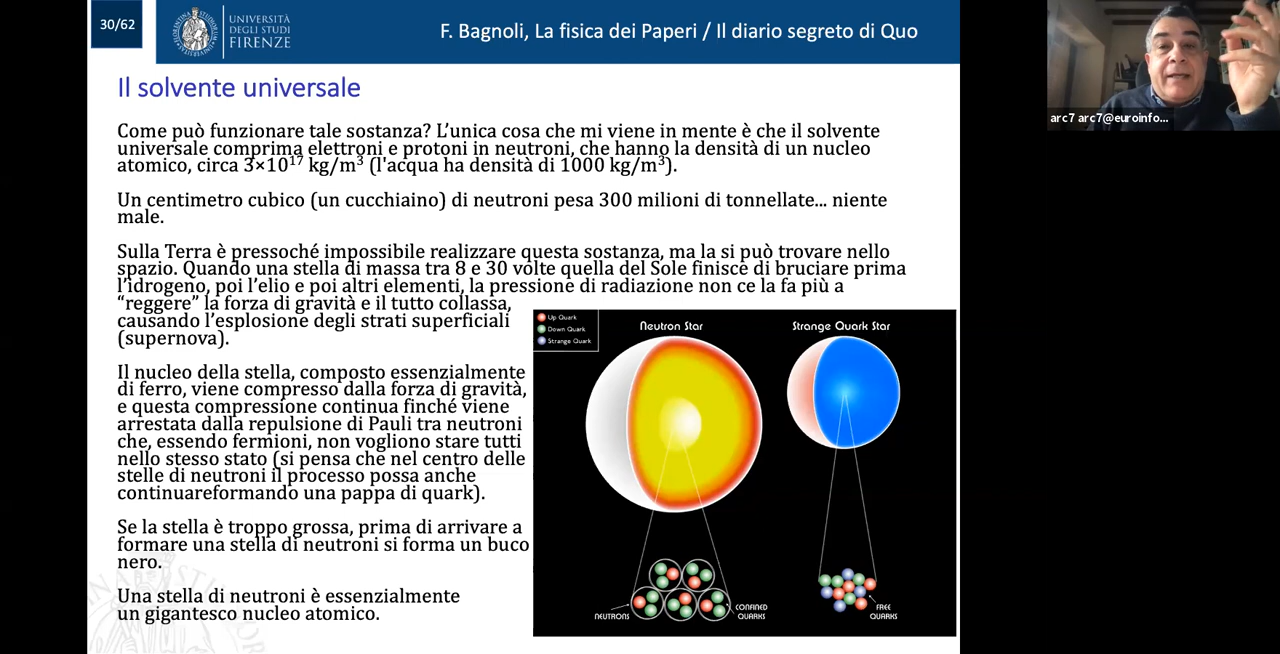 30/62
UNIVERSITÀ
DEGLI STUDI
FIRENZE
F. Bagnoli, La fisica dei Paperi / Il diario segreto di Quo
arc7 arc7@euroinfo...
Il solvente universale
Come può funzionare tale sostanza? L'unica cosa che mi viene in mente è che il solvente
universale comprima elettroni e protoni in neutroni, che hanno la densità di un nucleo
atomico, circa 3×10¹⁷ kg/m³ (l'acqua ha densità di 1000 kg/m³).
Un centimetro cubico (un cucchiaino) di neutroni pesa 300 milioni di tonnellate... niente
male.
Sulla Terra è pressoché impossibile realizzare questa sostanza, ma la si può trovare nello
spazio. Quando una stella di massa tra 8 e 30 volte quella del Sole finisce di bruciare prima
l'idrogeno, poi l'elio e poi altri elementi, la pressione di radiazione non ce la fa più a
“reggere” la forza di gravità e il tutto collassa,
causando l'esplosione degli strati superficiali
(supernova).
Il nucleo della stella, composto essenzialmente
di ferro, viene compresso dalla forza di gravità,
e questa compressione continua finché viene
arrestata dalla repulsione di Pauli tra neutroni
che, essendo fermioni, non vogliono stare tutti
nello stesso stato (si pensa che nel centro delle
stelle di neutroni il processo possa anche
continuareformando una pappa di quark).
Se la stella è troppo grossa, prima di arrivare a
formare una stella di neutroni si forma un buco
nero.
Una stella di neutroni è essenzialmente
un gigantesco nucleo atomico.
Up Quark
Down Quark
Strange Quark
Neutron Star
Strange Quark Star
NEUTRONS
CONFINED
QUARKS
FREE
QUARKS